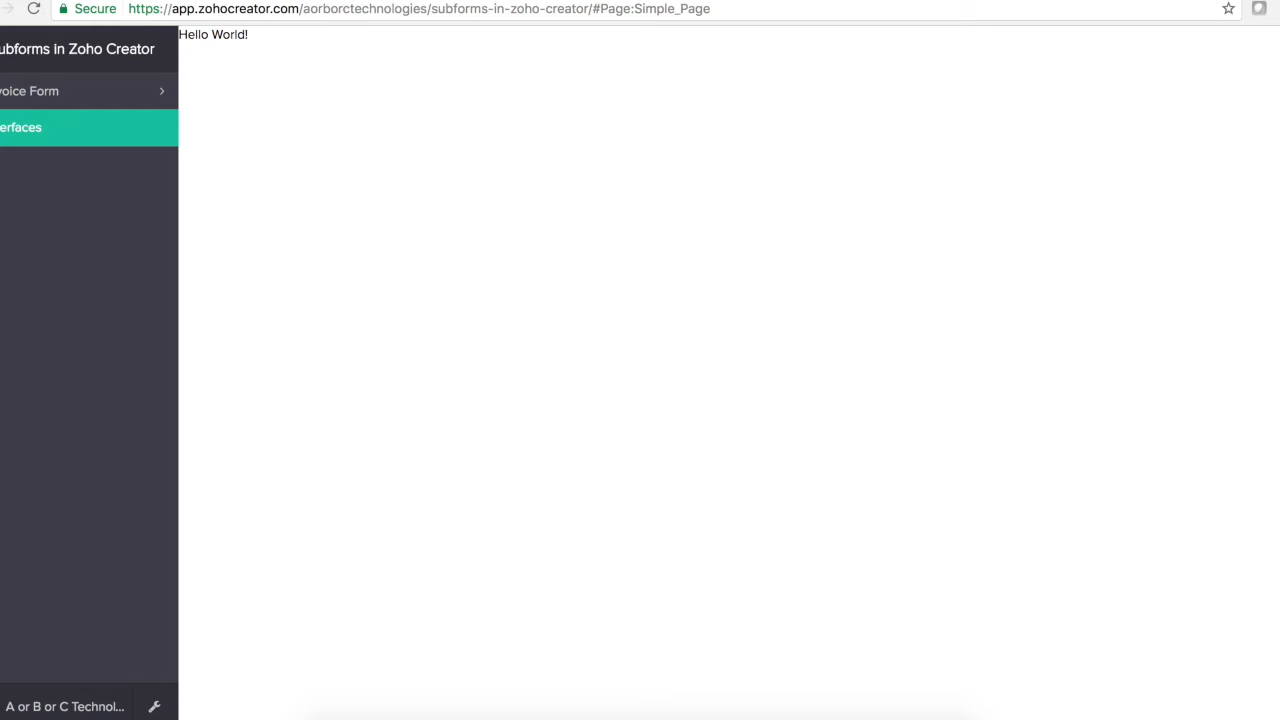 Secure https://app.zohocreator.com/aorborctechnologies/subforms-in-zoho-creator/#Page:Simple_Page
ubforms in Zoho Creator
Hello World!
voice Form
erfaces
A or B or C Technol...